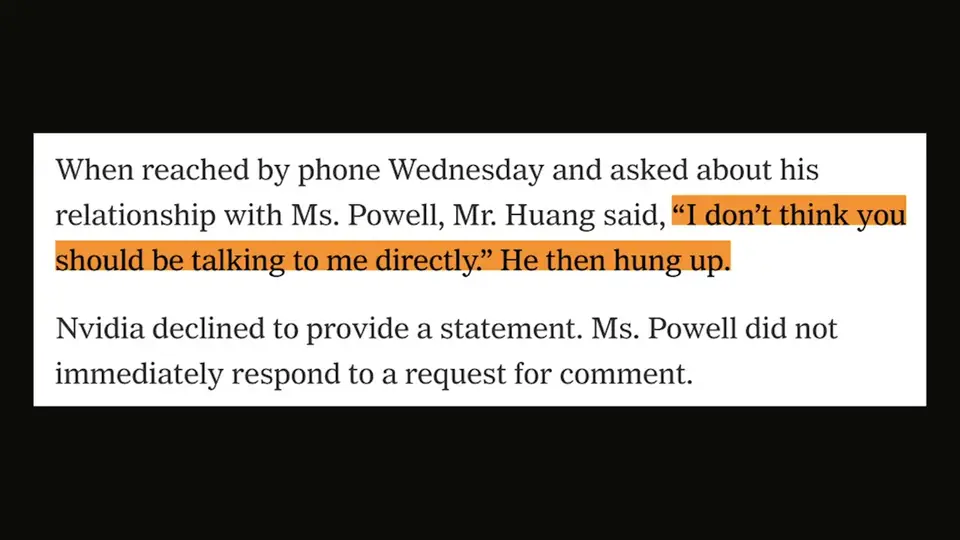 When reached by phone Wednesday and asked about his
relationship with Ms. Powell, Mr. Huang said, “I don’t think you
should be talking to me directly.” He then hung up.
Nvidia declined to provide a statement. Ms. Powell did not
immediately respond to a request for comment.